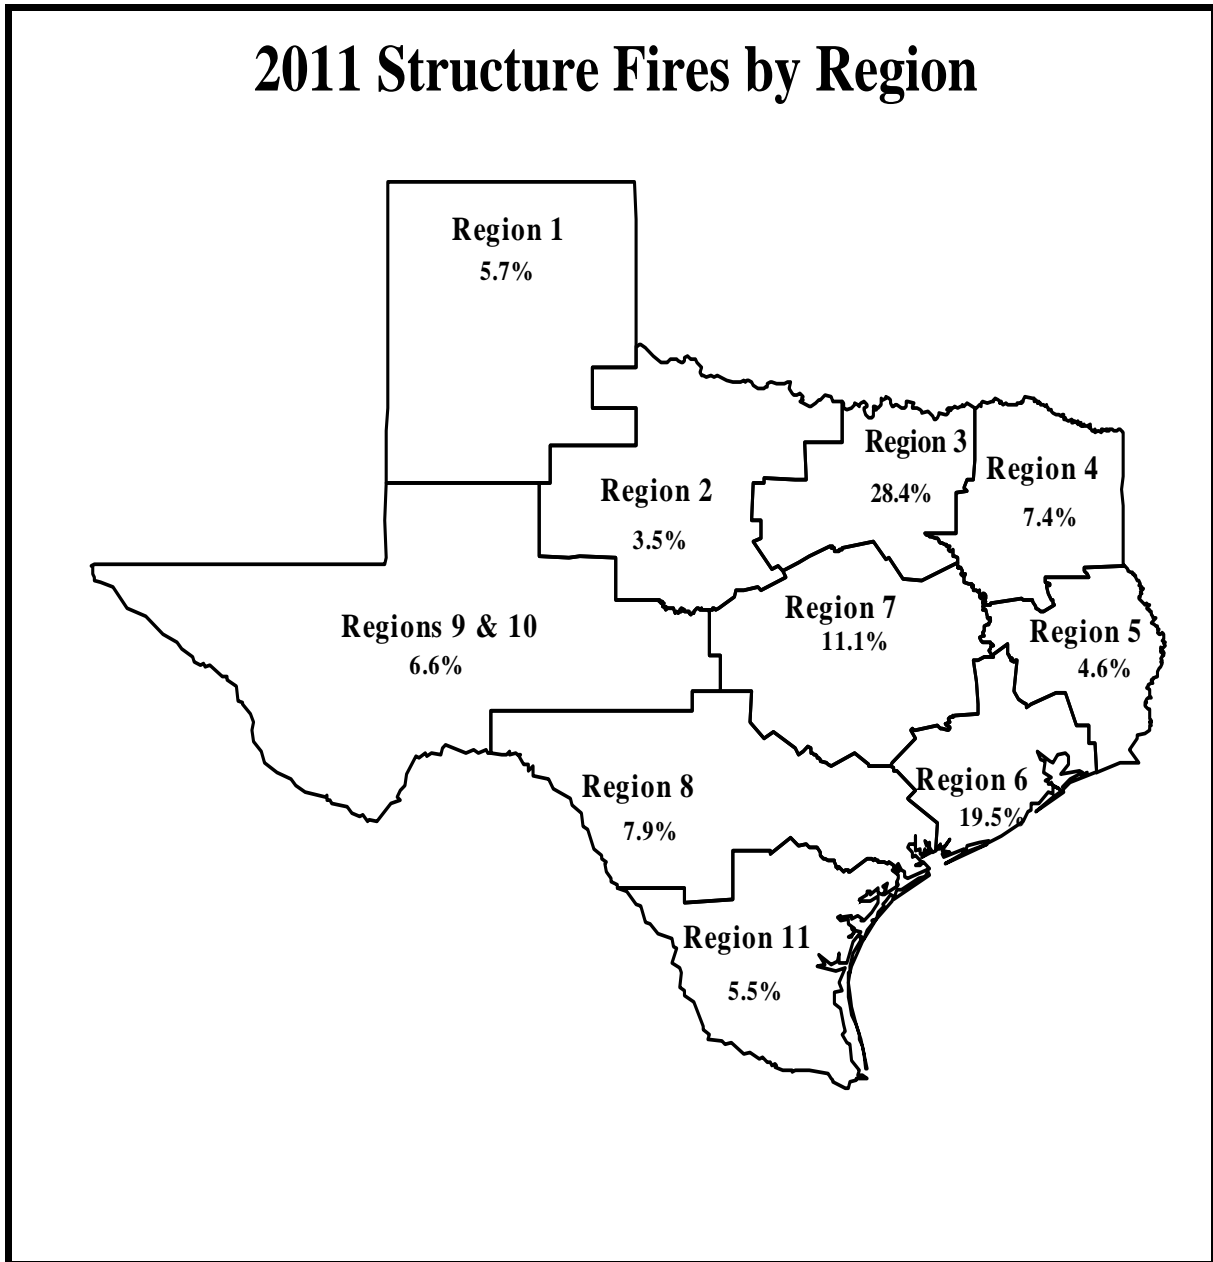 2011 Structure Fires by Region
Region 1
5.7%
Region 2
3.5%
Region 3
28.4%
Region 4
7.4%
Regions 9 & 10
6.6%
Region 7
11.1%
Region 5
4.6%
Region 8
7.9%
Region 6
19.5%
Region 11
5.5%